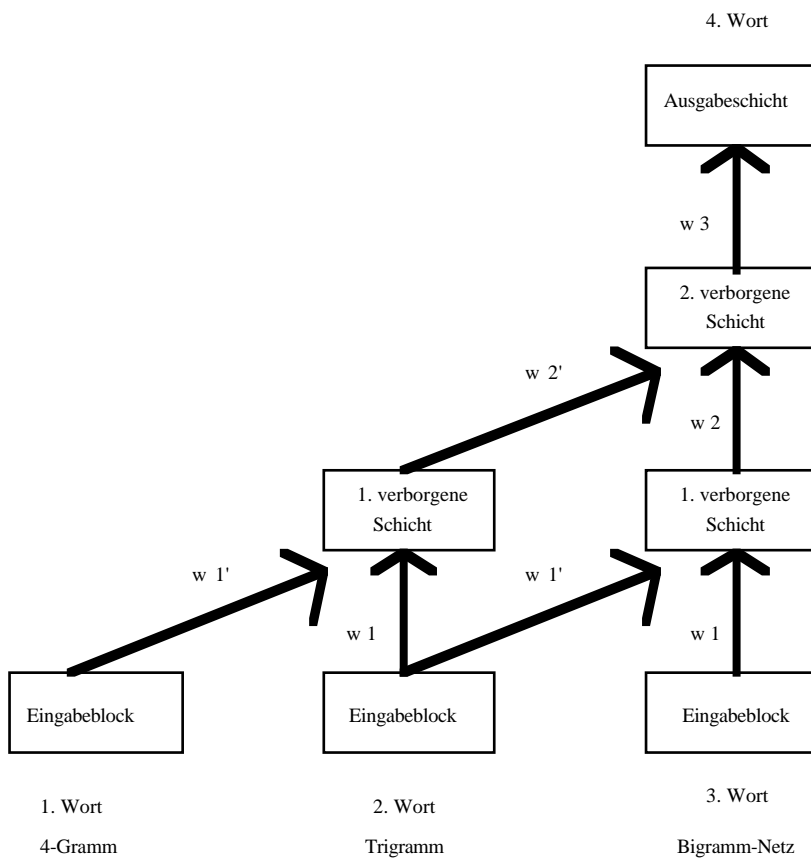 4. Wort
Ausgabeschicht
w 3
2. verborgene
Schicht
w 2'
w 2
1. verborgene
Schicht
1. verborgene
Schicht
w 1'
w 1'
w 1
w 1
Eingabeblock
Eingabeblock
Eingabeblock
1. Wort
2. Wort
3. Wort
4-Gramm
Trigramm
Bigramm-Netz